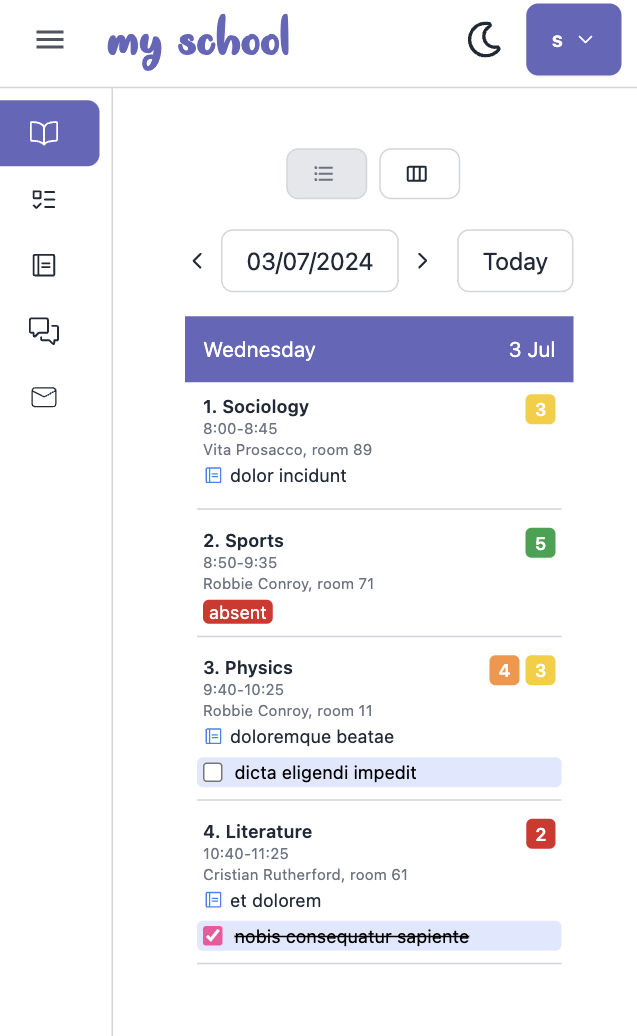 my school
s
03/07/2024
Today
Wednesday 3 Jul
1. Sociology 3
8:00-8:45
Vita Prosacco, room 89
dolor incidunt
2. Sports 5
8:50-9:35
Robbie Conroy, room 71
absent
3. Physics 4 3
9:40-10:25
Robbie Conroy, room 11
doloremque beatae
dicta eligendi impedit
4. Literature 2
10:40-11:25
Cristian Rutherford, room 61
et dolorem
nobis consequatur sapiente